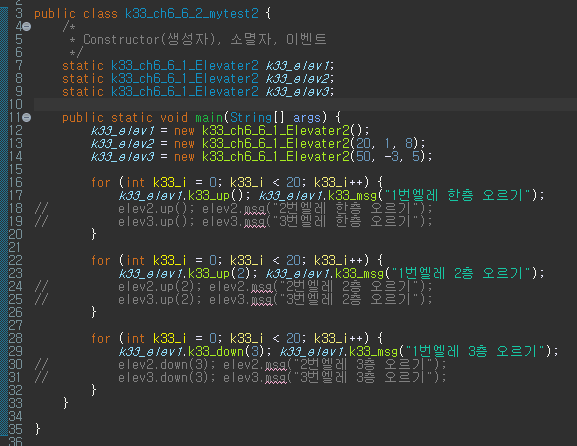 2
3 public class k33_ch6_6_2_mytest2 {
4     /*
5      * Constructor(생성자), 소멸자, 이벤트
6      */
7     static k33_ch6_6_1_Elevater2 k33_elev1;
8     static k33_ch6_6_1_Elevater2 k33_elev2;
9     static k33_ch6_6_1_Elevater2 k33_elev3;
10
11     public static void main(String[] args) {
12         k33_elev1 = new k33_ch6_6_1_Elevater2();
13         k33_elev2 = new k33_ch6_6_1_Elevater2(20, 1, 8);
14         k33_elev3 = new k33_ch6_6_1_Elevater2(50, -3, 5);
15
16         for (int k33_i = 0; k33_i < 20; k33_i++) {
17             k33_elev1.k33_up(); k33_elev1.k33_msg("1번엘레 한층 오르기");
18 //          elev2.up(); elev2.msg("2번엘레 한층 오르기");
19 //          elev3.up(); elev3.msg("3번엘레 한층 오르기");
20         }
21
22         for (int k33_i = 0; k33_i < 20; k33_i++) {
23             k33_elev1.k33_up(2); k33_elev1.k33_msg("1번엘레 2층 오르기");
24 //          elev2.up(2); elev2.msg("2번엘레 2층 오르기");
25 //          elev3.up(2); elev3.msg("3번엘레 2층 오르기");
26         }
27
28         for (int k33_i = 0; k33_i < 20; k33_i++) {
29             k33_elev1.k33_down(3); k33_elev1.k33_msg("1번엘레 3층 오르기");
30 //          elev2.down(3); elev2.msg("2번엘레 3층 오르기");
31 //          elev3.down(3); elev3.msg("3번엘레 3층 오르기");
32         }
33     }
34
35 }
36